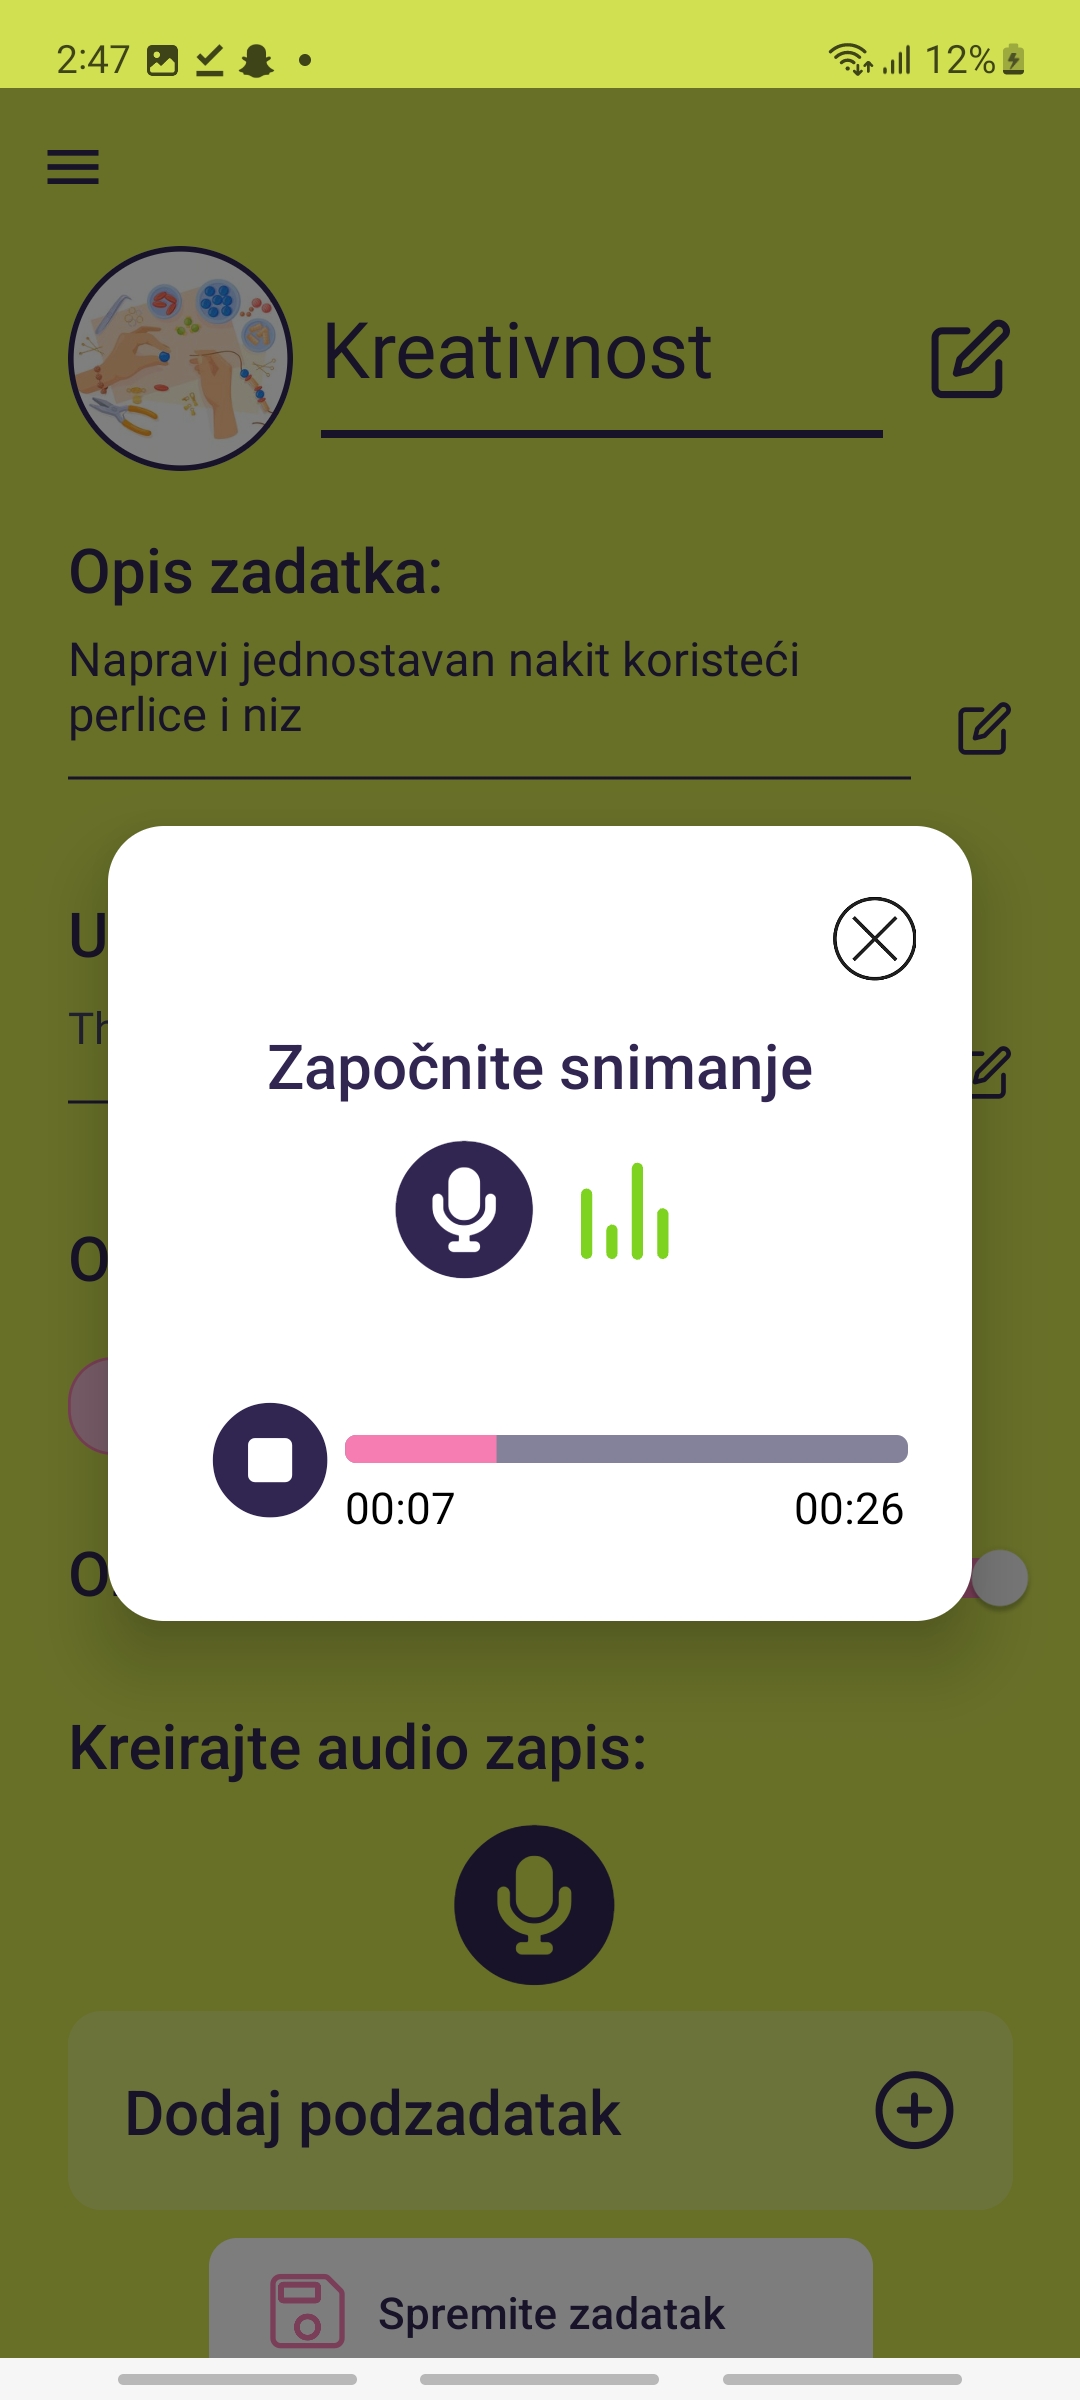 2:47
12%
Kreativnost
Opis zadatka:
Napravi jednostavan nakit koristeći
perlice i niz
U
Th
O
O
Započnite snimanje
00:07
00:26
Kreirajte audio zapis:
Dodaj podzadatak
Spremite zadatak